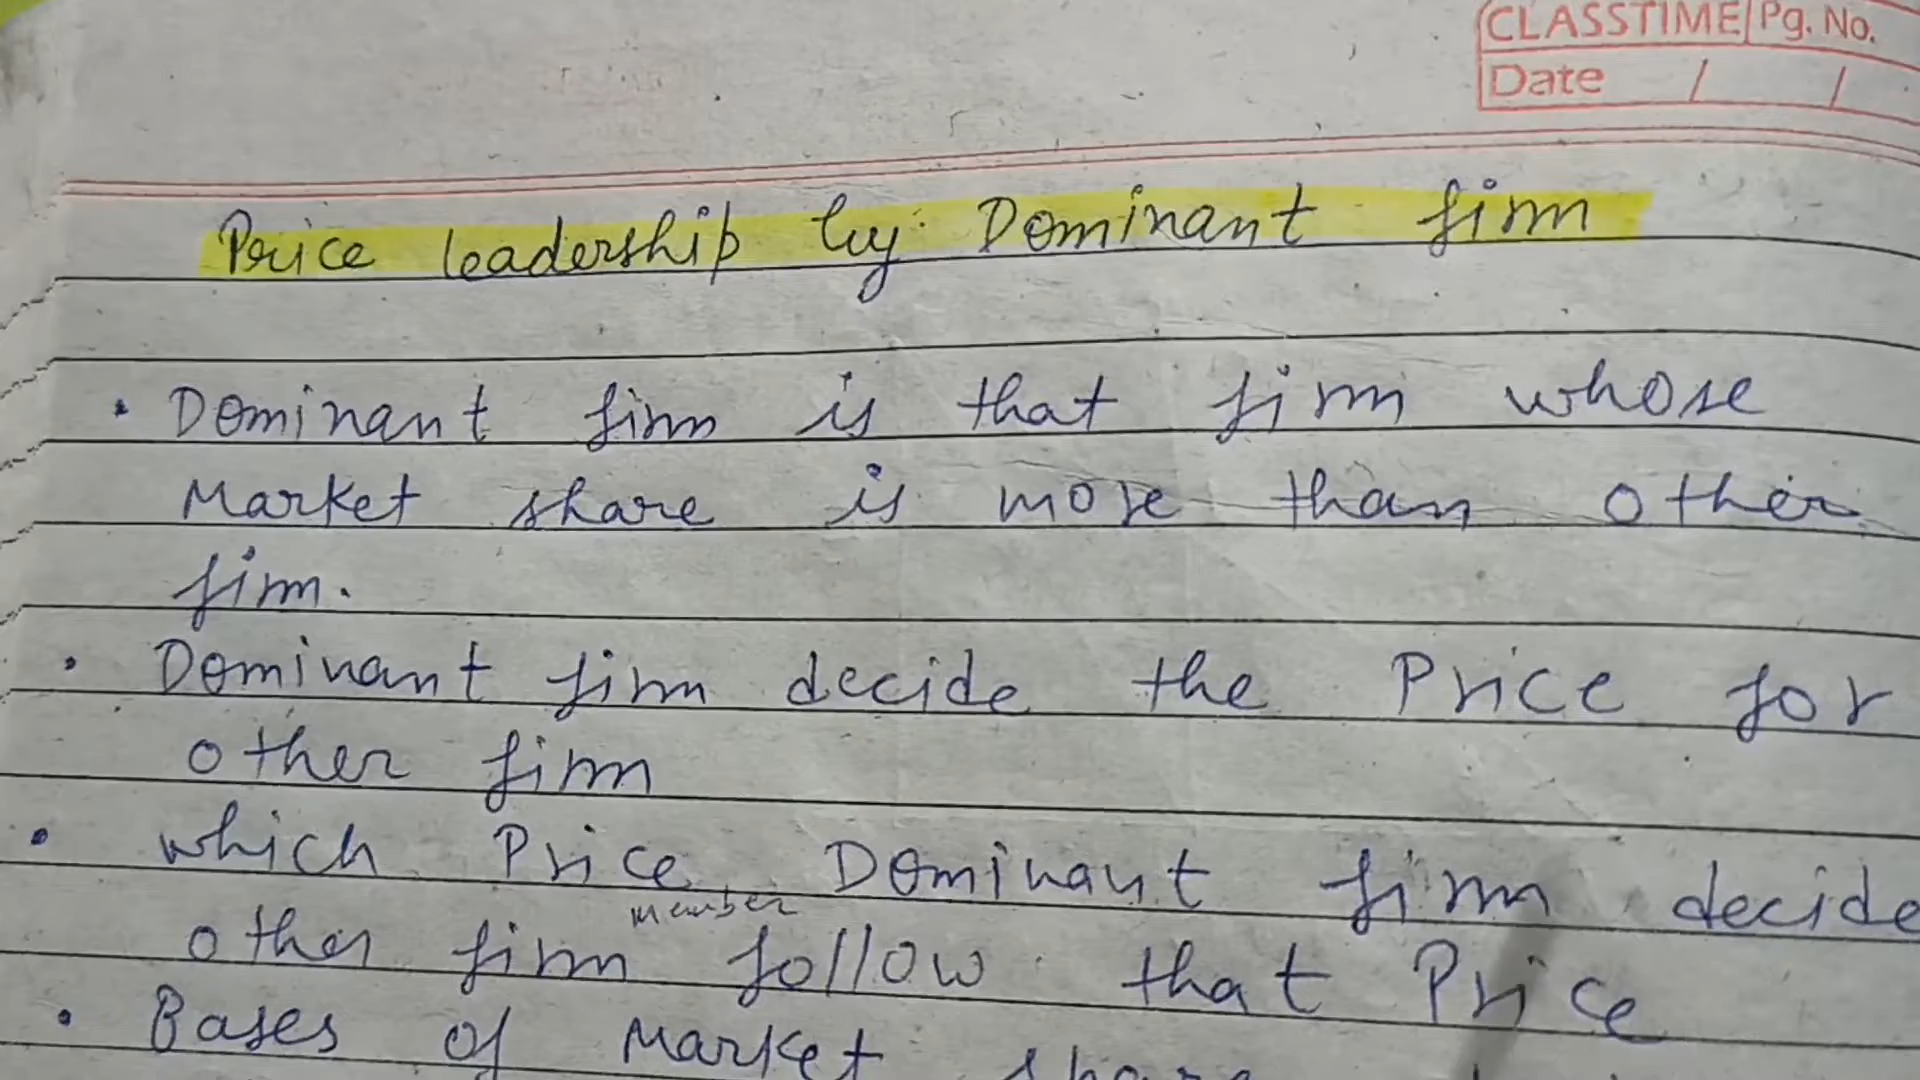 CLASSTIME Pg. No.
Date / /
Price leadership by Dominant firm
• Dominant firm is that firm whose
Market share is more than other
firm.
• Dominant firm decide the Price for
other firm
• which Price Dominant firm decide
member
other firm follow that Price
• Bases of Market share